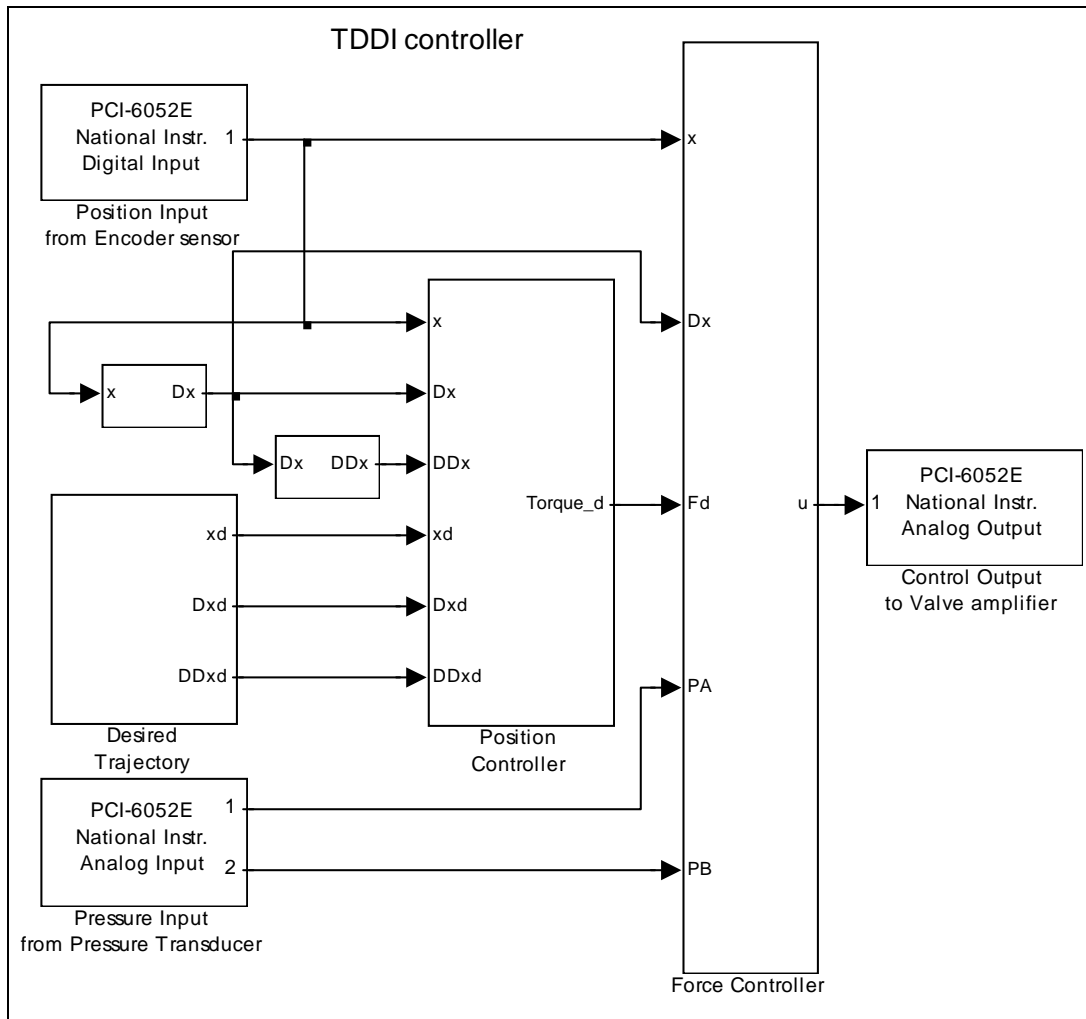 TDDI controller
PCI-6052E
National Instr.
Digital Input
1
Position Input
from Encoder sensor
x
Dx
x
Dx
Dx
DDx
x
Dx
DDx
xd
Dxd
DDxd
Torque_d
Position
Controller
xd
Dxd
DDxd
Desired
Trajectory
PCI-6052E
National Instr.
Analog Input
1
2
Pressure Input
from Pressure Transducer
Fd
PA
PB
u
Force Controller
1
PCI-6052E
National Instr.
Analog Output
Control Output
to Valve amplifier